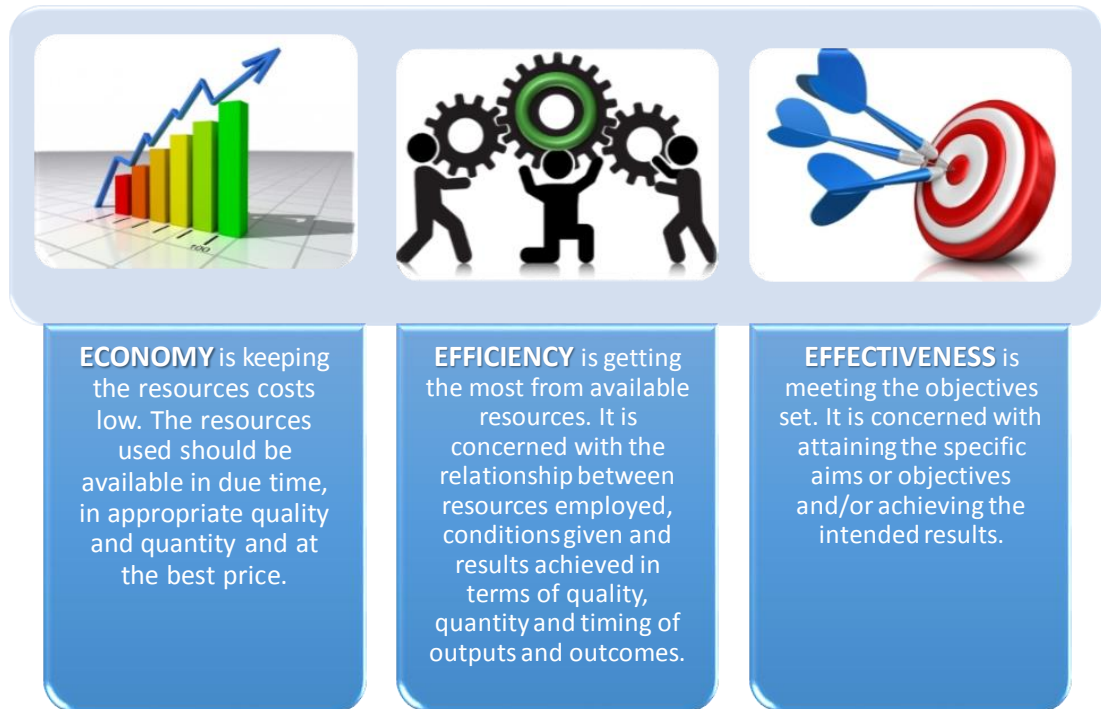 100
ECONOMY is keeping
the resources costs
low. The resources
used should be
available in due time,
in appropriate quality
and quantity and at
the best price.
EFFICIENCY is getting
the most from available
resources. It is
concerned with the
relationship between
resources employed,
conditions given and
results achieved in
terms of quality,
quantity and timing of
outputs and outcomes.
EFFECTIVENESS is
meeting the objectives
set. It is concerned with
attaining the specific
aims or objectives
and/or achieving the
intended results.